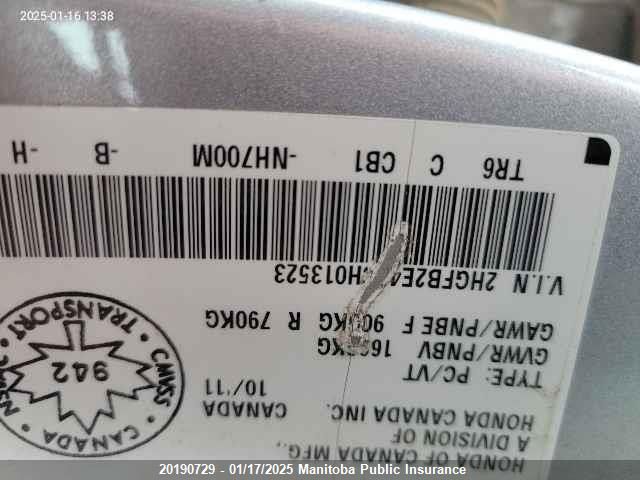 2025-01-16 13:38
HONDA OF CANADA MFG.,
A DIVISION OF
HONDA CANADA INC.
CANADA 10/'11
TYPE: PC/VT
GVWR/PNBV KG
GAWR/PNBE F KG R 790KG
V.I.N
TR6 C CB1 -NH700M -B -H
TRANSPORT
CMVSS
942
CANADA
20190729 - 01/17/2025 Manitoba Public Insurance